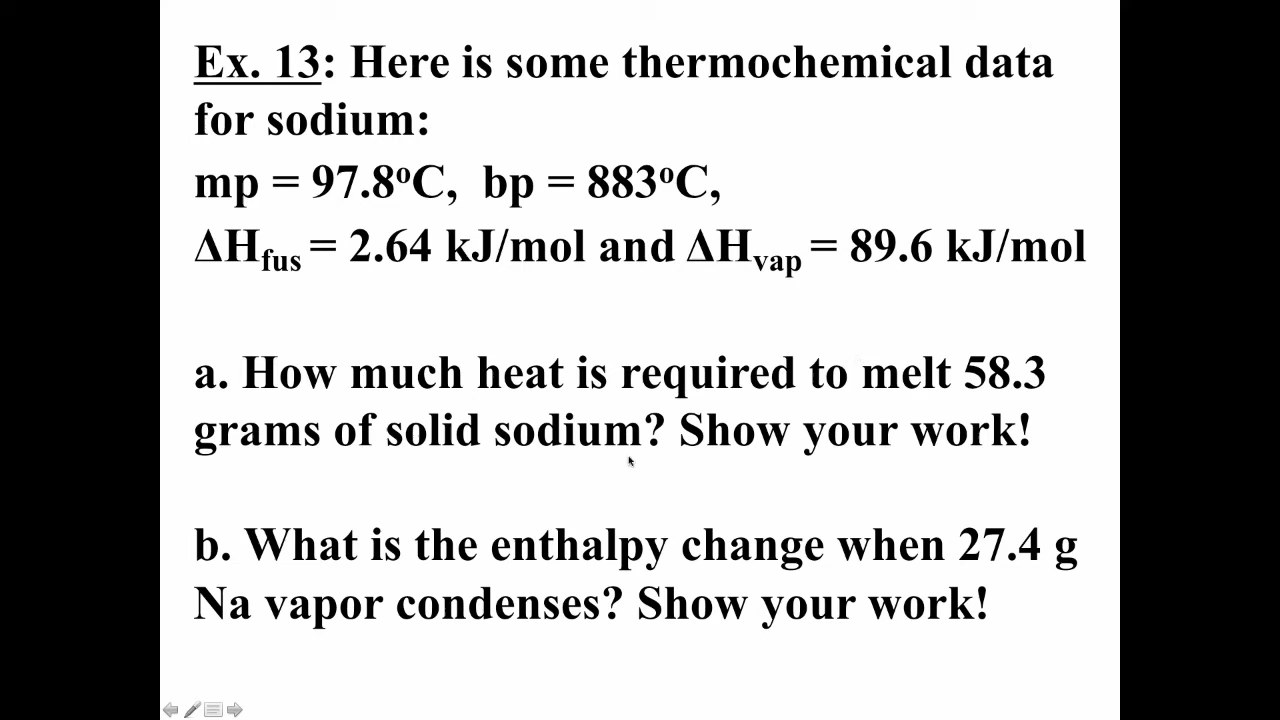 Ex. 13: Here is some thermochemical data
for sodium:
mp = 97.8ᵒC,  bp = 883ᵒC,
ΔHfus = 2.64 kJ/mol and ΔHvap = 89.6 kJ/mol
a. How much heat is required to melt 58.3
grams of solid sodium? Show your work!
b. What is the enthalpy change when 27.4 g
Na vapor condenses? Show your work!